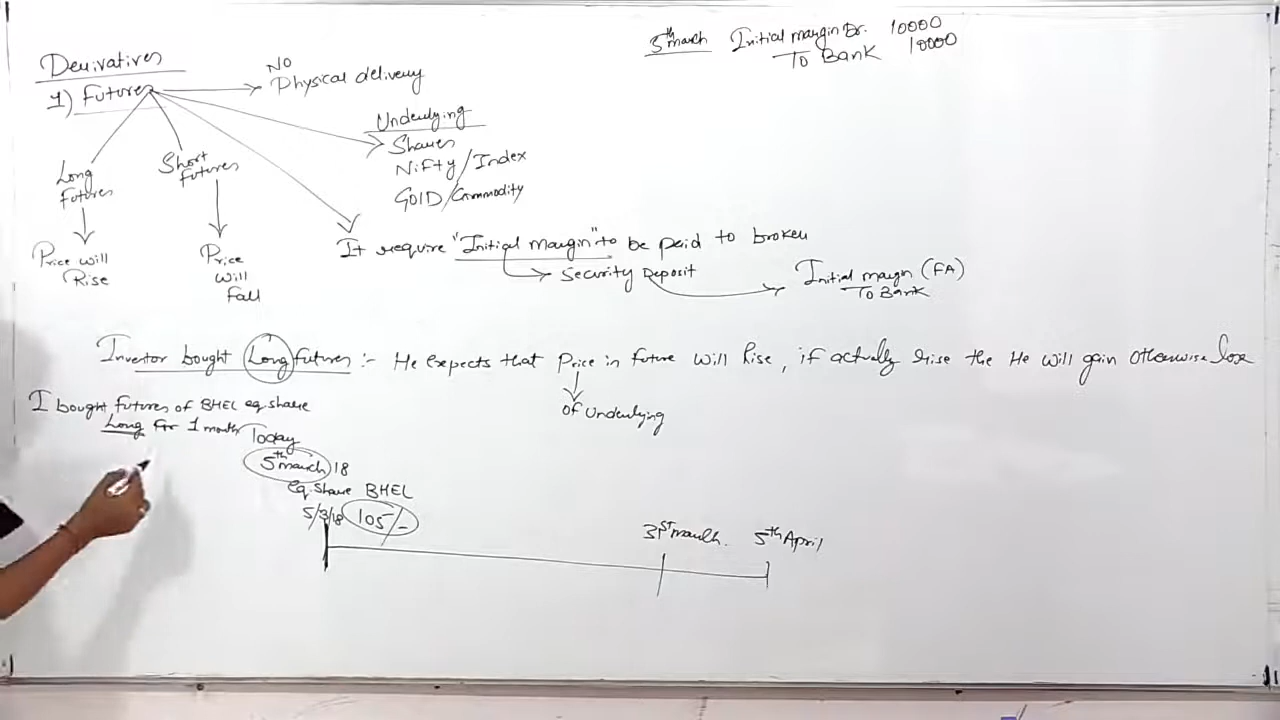 Derivatives
1) Futures
NO
Physical delivery
Underlying
Shares
Nifty/Index
GOLD/Commodity
Long
Futures
Short
Futures
Price will
Rise
Price
Will
Fall
It require "Initial margin" to be paid to broker
Security Deposit
Initial margin (FA)
To Bank
5th march Initial margin Dr. 10000
To Bank 10000
Investor bought Long futures :- He expects that Price in future will Rise, if actually rise the He will gain otherwise lose
of Underlying
I bought futures of BHEL eq. share
Long for 1 month Today
5th march 18
eq. share BHEL
5/3/18 105/-
31st march. 5th April